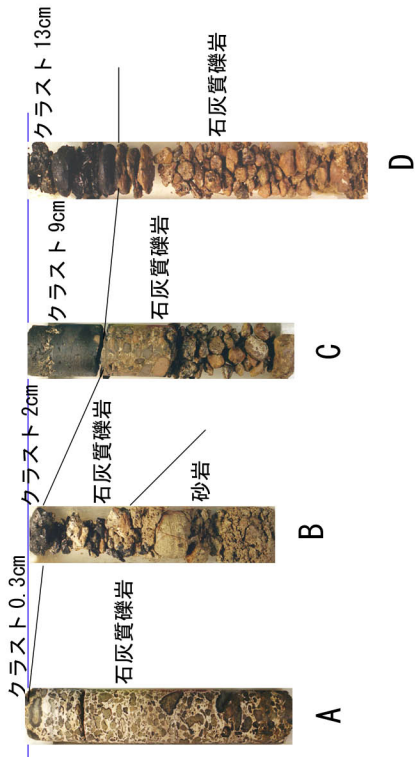 クラスト 0.3cm
石灰質礫岩
A
クラスト 2cm
石灰質礫岩
砂岩
B
クラスト 9cm
石灰質礫岩
C
クラスト 13cm
石灰質礫岩
D